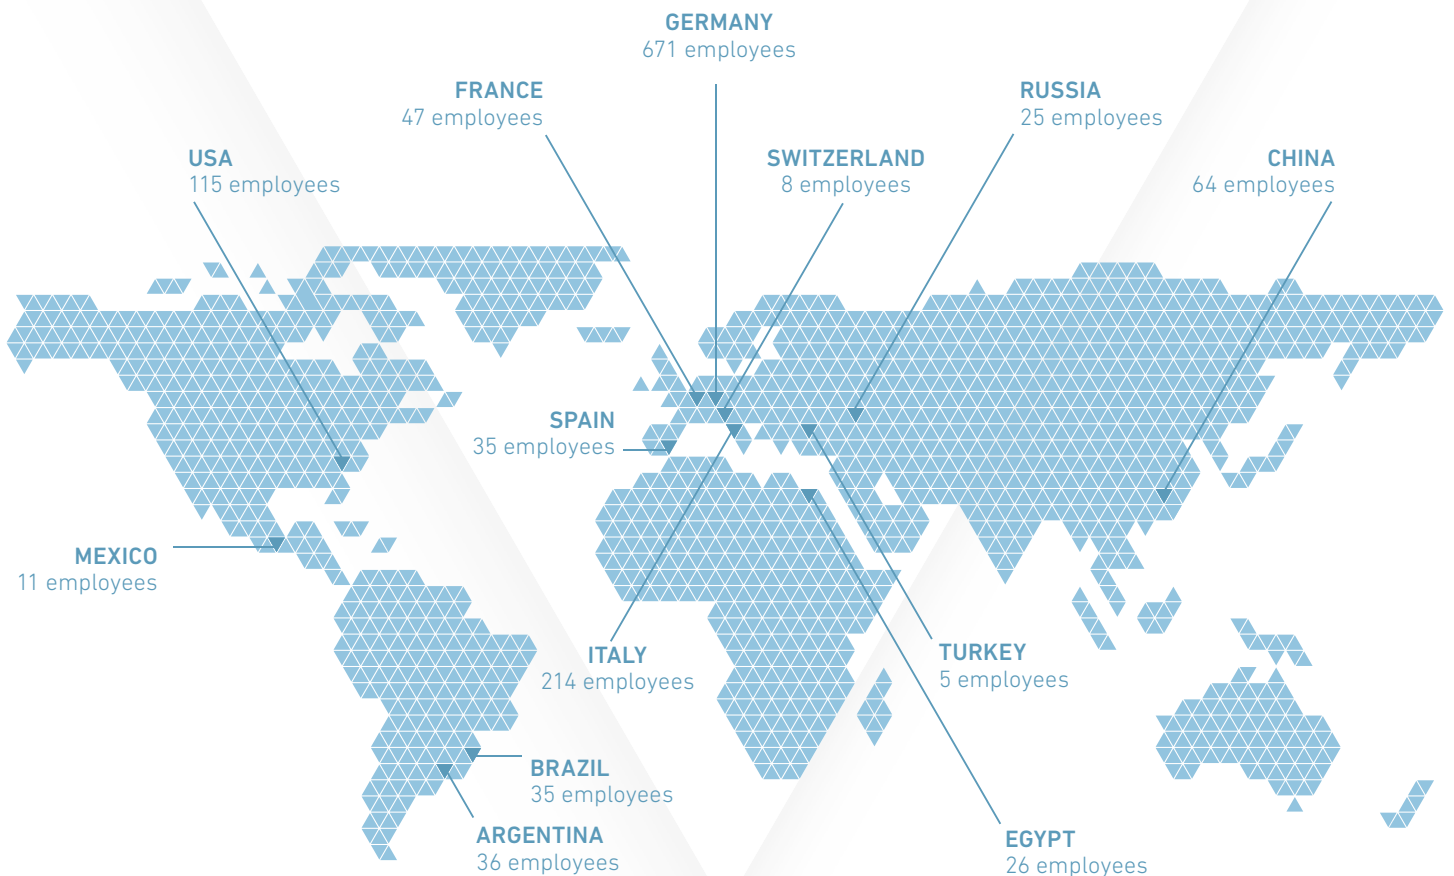 GERMANY
671 employees
FRANCE
47 employees
RUSSIA
25 employees
USA
115 employees
SWITZERLAND
8 employees
CHINA
64 employees
SPAIN
35 employees
MEXICO
11 employees
ITALY
214 employees
TURKEY
5 employees
BRAZIL
35 employees
ARGENTINA
36 employees
EGYPT
26 employees